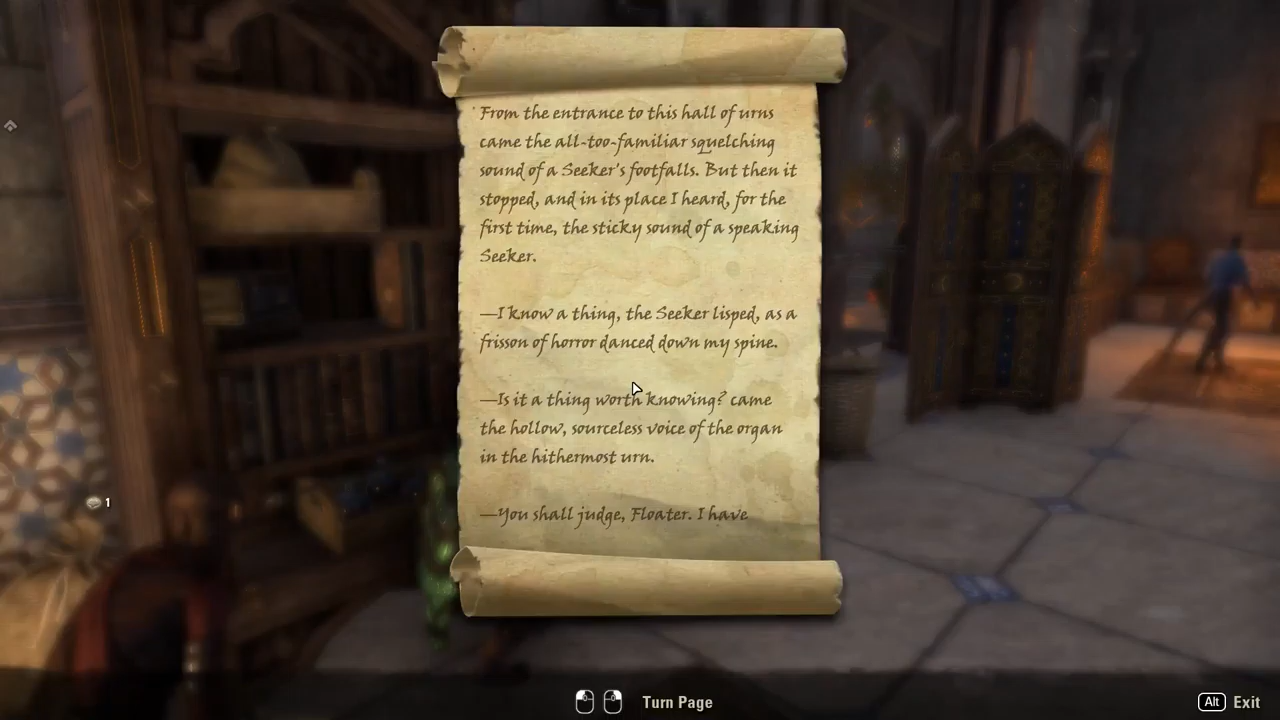 From the entrance to this hall of urns
came the all-too-familiar squelching
sound of a Seeker's footfalls. But then it
stopped, and in its place I heard, for the
first time, the sticky sound of a speaking
Seeker.
—I know a thing, the Seeker lisped, as a
frisson of horror danced down my spine.
—Is it a thing worth knowing? came
the hollow, sourceless voice of the organ
in the hithermost urn.
—You shall judge, Floater. I have
1
Turn Page
Alt Exit